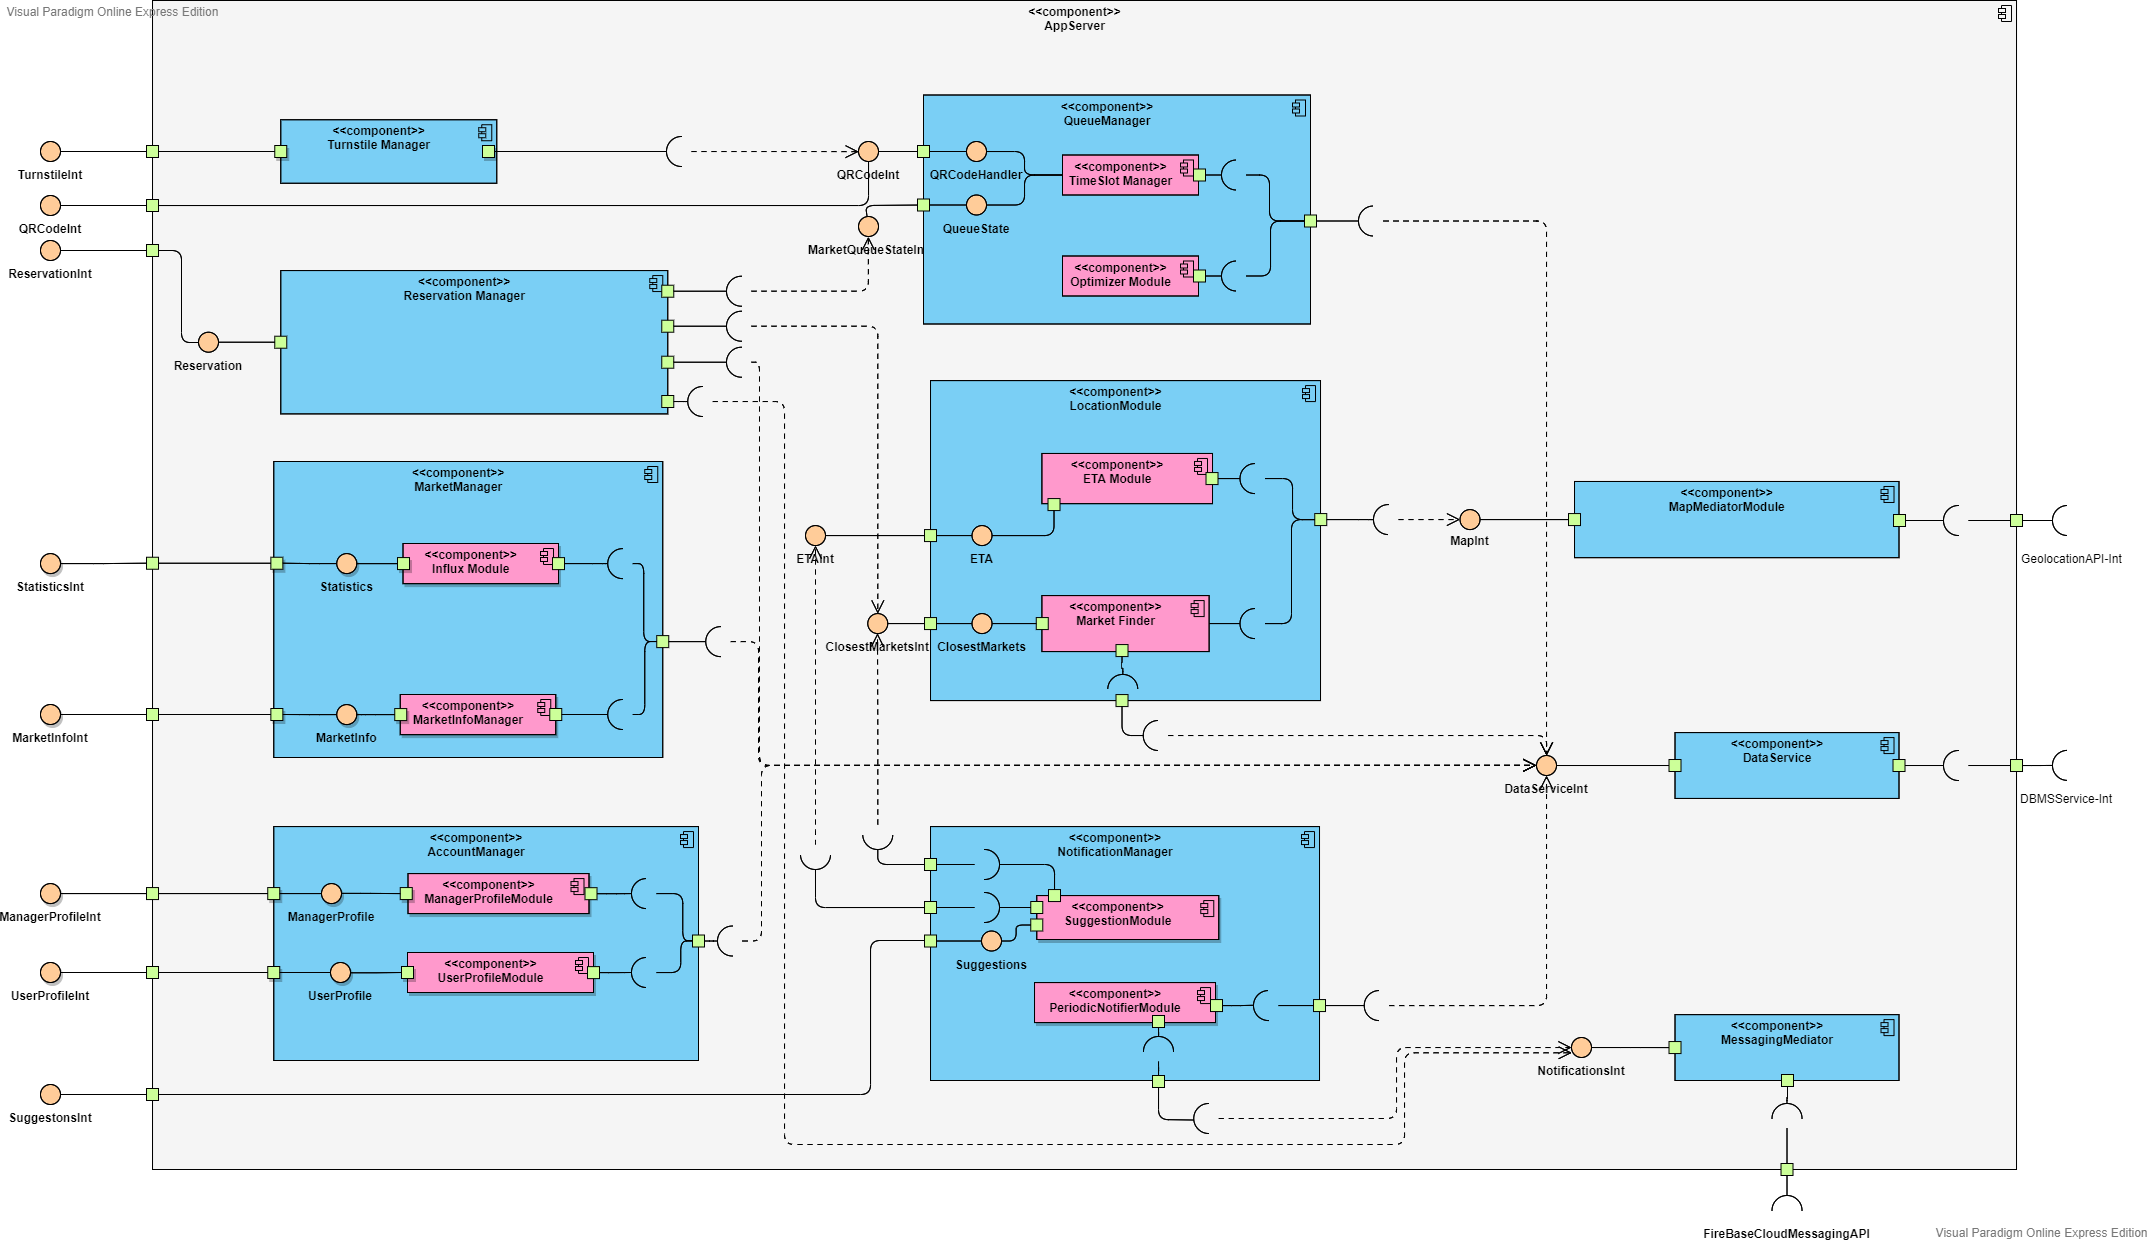 Visual Paradigm Online Express Edition
<<component>>
AppServer
<<component>>
Turnstile Manager
TurnstileInt
QRCodeInt
ReservationInt
<<component>>
QueueManager
QRCodeInt
QRCodeHandler
<<component>>
TimeSlot Manager
MarketQueueStateIn
QueueState
<<component>>
Optimizer Module
<<component>>
Reservation Manager
Reservation
<<component>>
LocationModule
<<component>>
ETA Module
ETAInt
ETA
<<component>>
Market Finder
ClosestMarketsInt
ClosestMarkets
MapInt
<<component>>
MapMediatorModule
GeolocationAPI-Int
<<component>>
MarketManager
<<component>>
Influx Module
StatisticsInt
Statistics
<<component>>
MarketInfoManager
MarketInfoInt
MarketInfo
<<component>>
DataService
DataServiceInt
DBMSService-Int
<<component>>
AccountManager
<<component>>
ManagerProfileModule
ManagerProfileInt
ManagerProfile
<<component>>
UserProfileModule
UserProfileInt
UserProfile
<<component>>
NotificationManager
<<component>>
SuggestionModule
Suggestions
<<component>>
PeriodicNotifierModule
<<component>>
MessagingMediator
NotificationsInt
SuggestonsInt
FireBaseCloudMessagingAPI
Visual Paradigm Online Express Edition